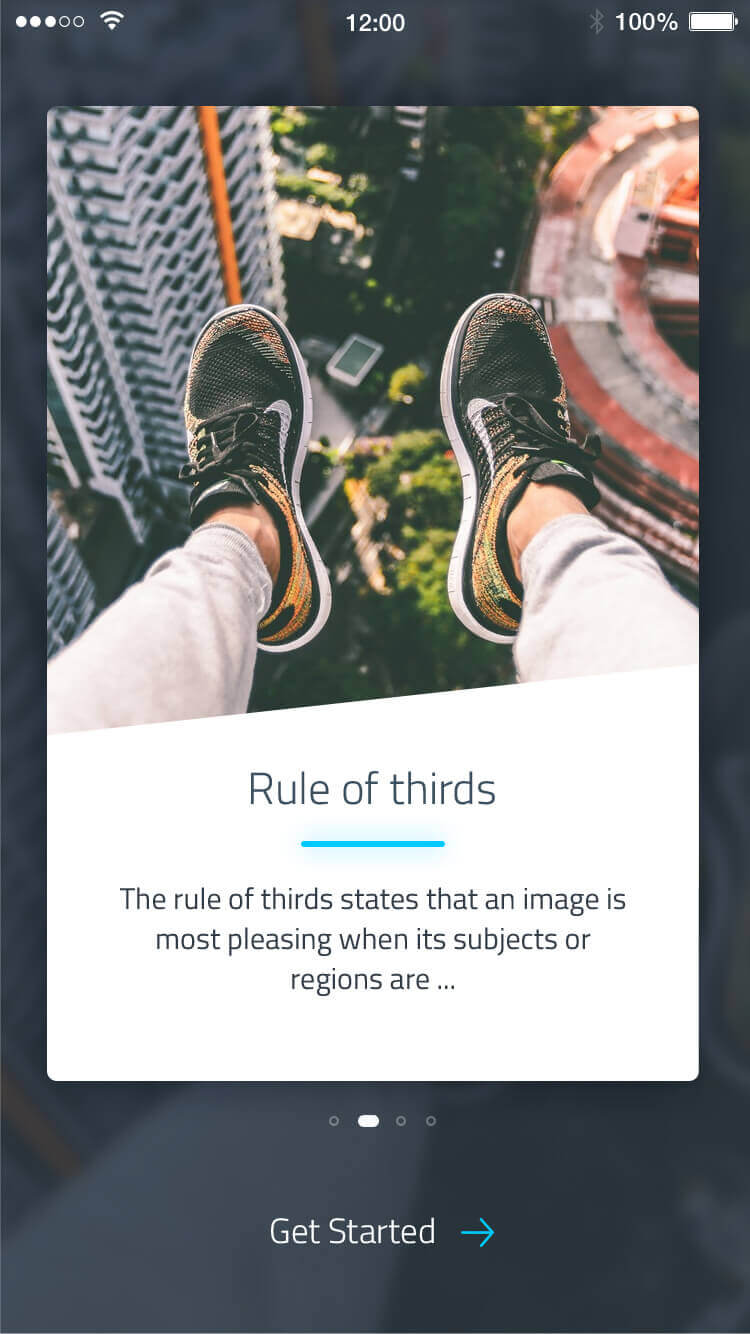 12:00
100%
Rule of thirds
The rule of thirds states that an image is
most pleasing when its subjects or
regions are ...
Get Started